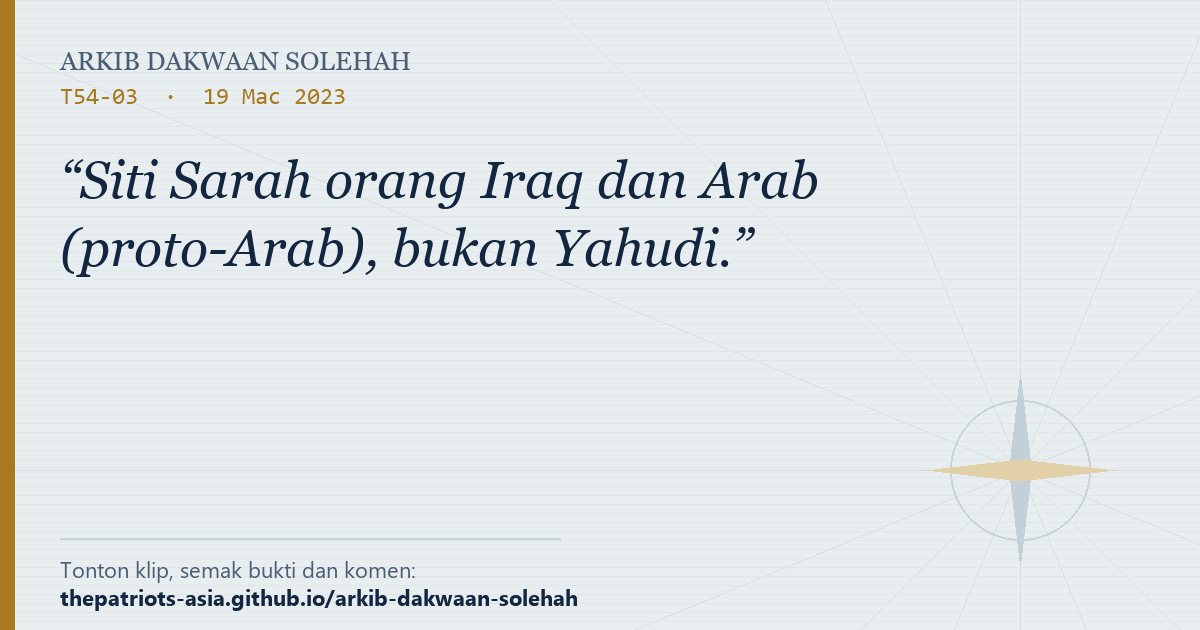 ARKIB DAKWAAN SOLEHAH
T54-03 · 19 Mac 2023
“Siti Sarah orang Iraq dan Arab
(proto-Arab), bukan Yahudi.”
Tonton klip, semak bukti dan komen:
thepatriots-asia.github.io/arkib-dakwaan-solehah